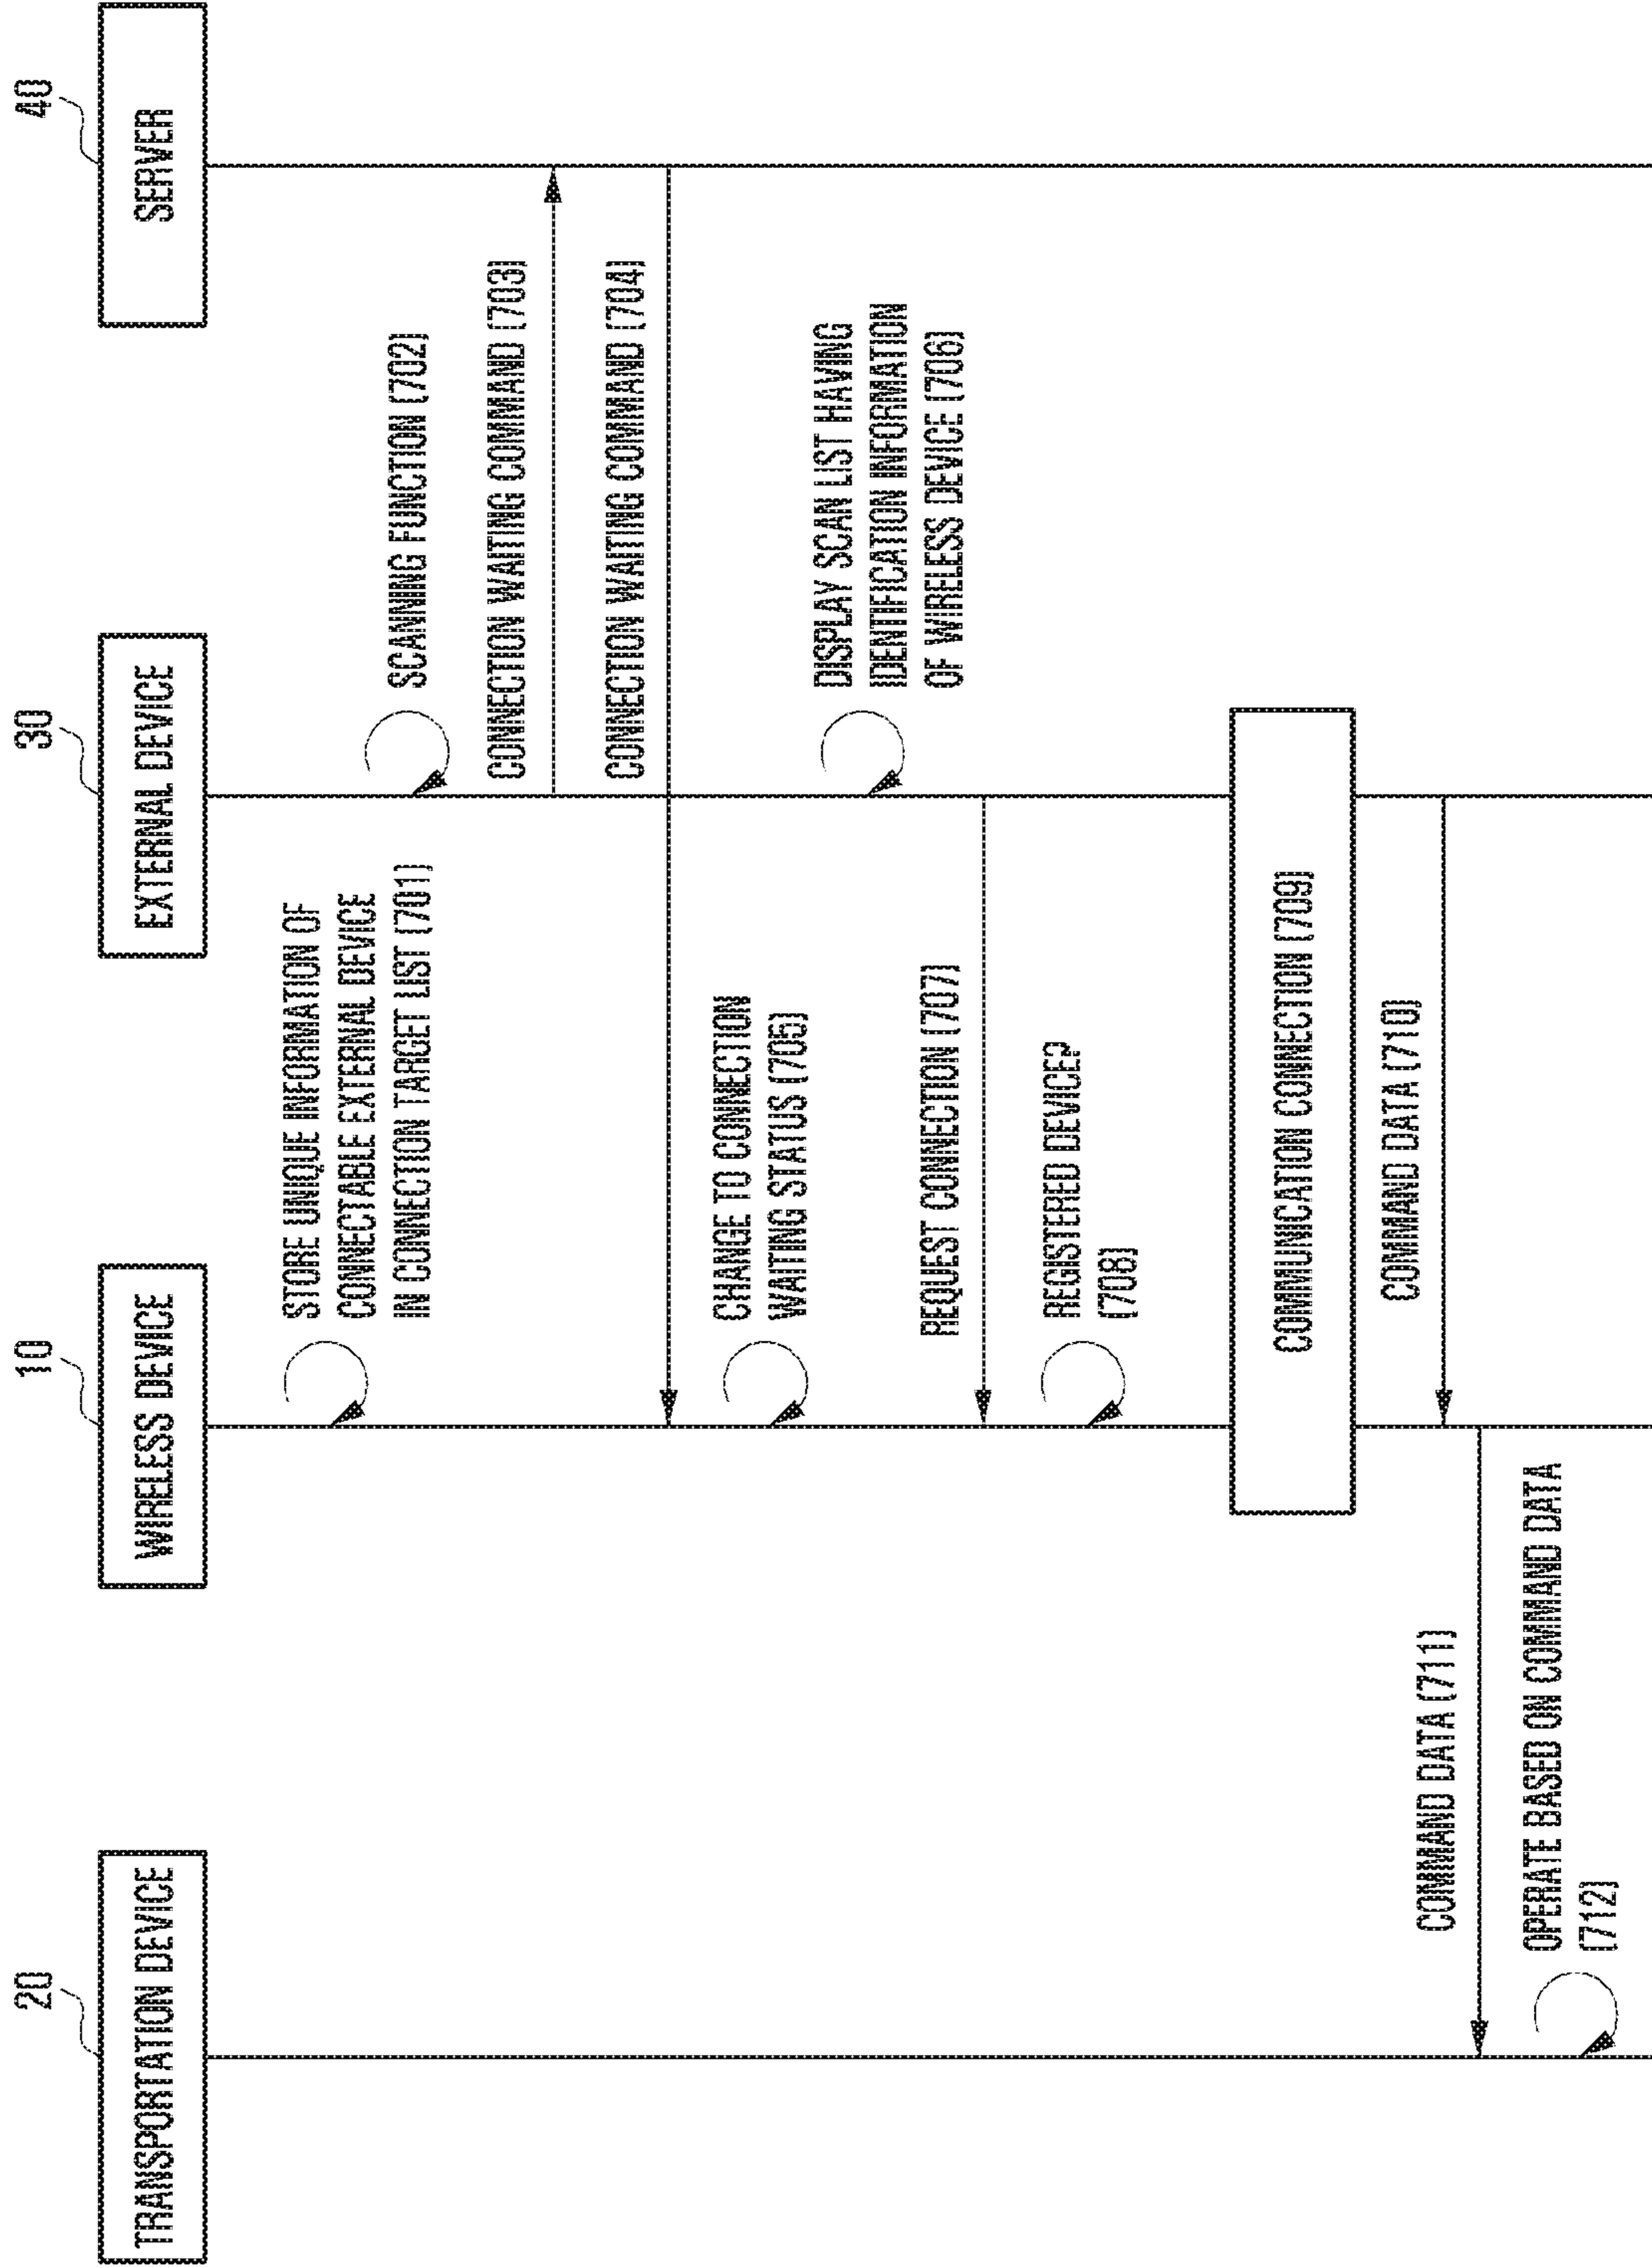 20
10
30
40
TRANSPORTATION DEVICE
WIRELESS DEVICE
EXTERNAL DEVICE
SERVER
STORE UNIQUE INFORMATION OF
CONNECTABLE EXTERNAL DEVICE
IN CONNECTION TARGET LIST (701)
SCANNING FUNCTION (702)
CONNECTION WAITING COMMAND (703)
CONNECTION WAITING COMMAND (704)
CHANGE TO CONNECTION
WAITING STATUS (705)
DISPLAY SCAN LIST HAVING
IDENTIFICATION INFORMATION
OF WIRELESS DEVICE (706)
REQUEST CONNECTION (707)
REGISTERED DEVICE?
(708)
COMMUNICATION CONNECTION (709)
COMMAND DATA (710)
COMMAND DATA (711)
OPERATE BASED ON COMMAND DATA
(712)